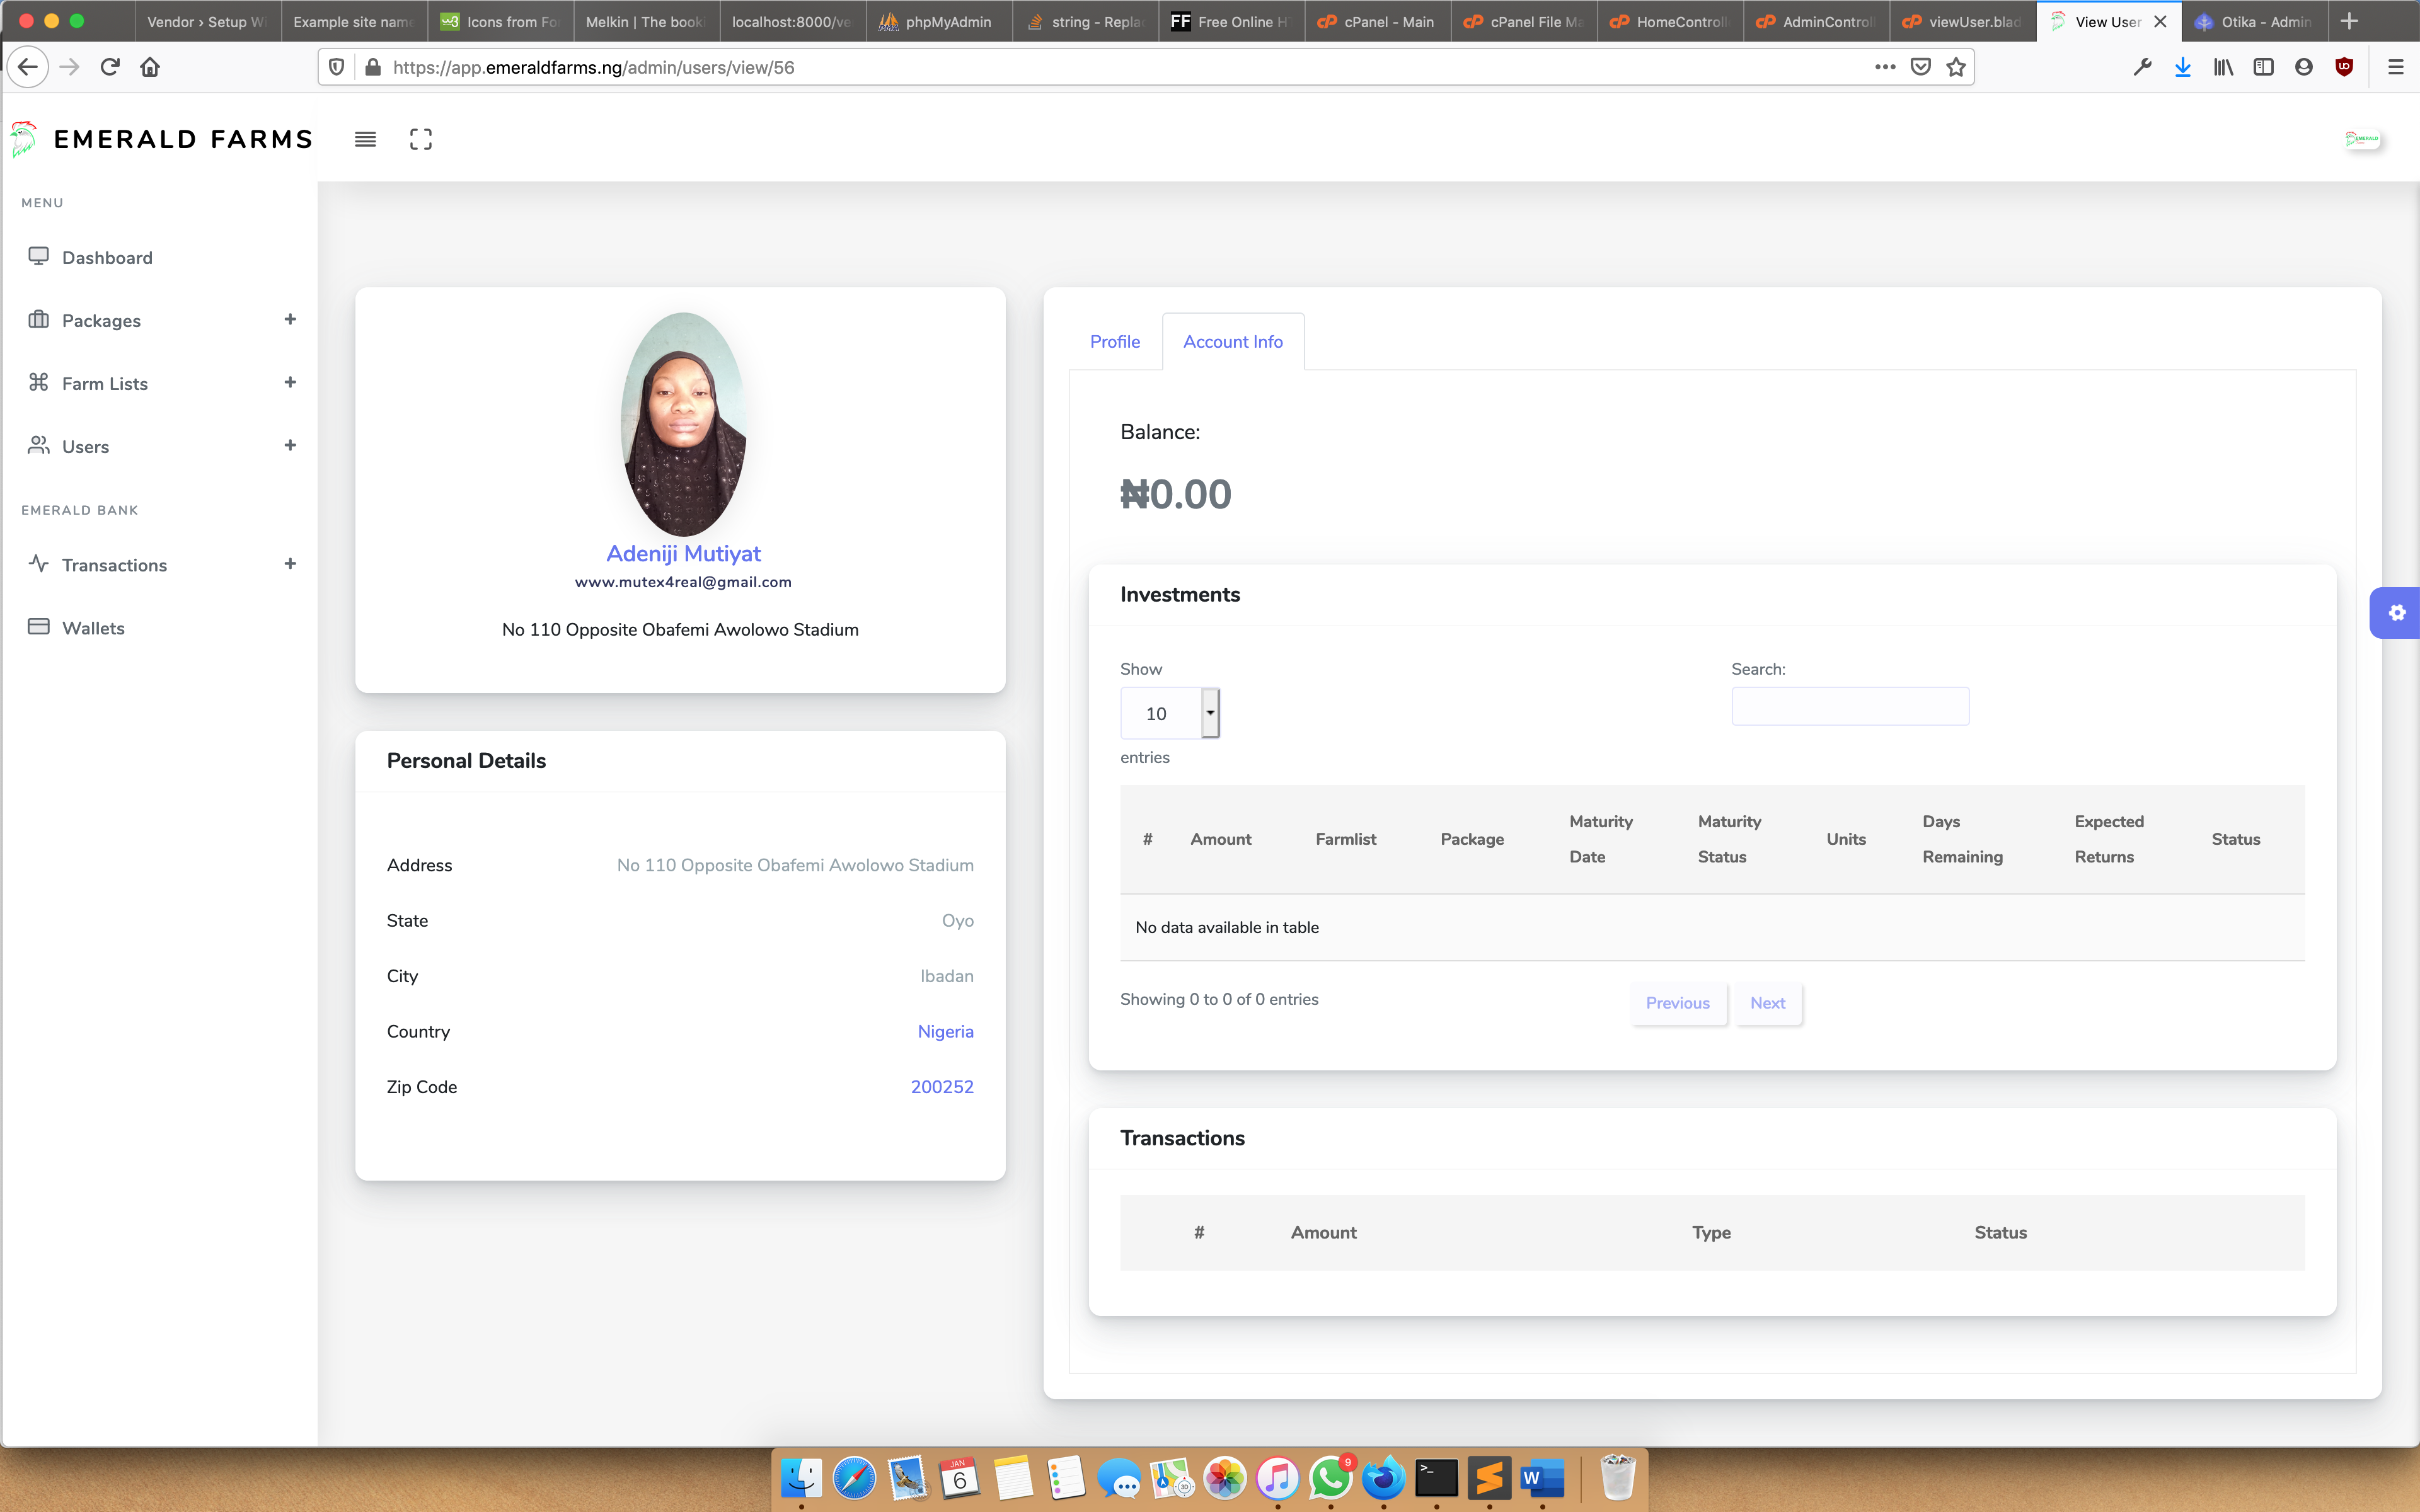 Vendor › Setup W
Example site name
Icons from Fo
Melkin | The book
localhost:8000/ve
phpMyAdmin
string - Repla
FF Free Online H
cPanel - Main
cPanel File Ma
HomeControll
AdminControl
viewUser.blad
View User
Otika - Admin
https://app.emeraldfarms.ng/admin/users/view/56
EMERALD FARMS
EMERALD
MENU
Dashboard
Packages +
Farm Lists +
Users +
EMERALD BANK
Transactions +
Wallets
Adeniji Mutiyat
www.mutex4real@gmail.com
No 110 Opposite Obafemi Awolowo Stadium
Personal Details
Address No 110 Opposite Obafemi Awolowo Stadium
State Oyo
City Ibadan
Country Nigeria
Zip Code 200252
Profile Account Info
Balance:
₦0.00
Investments
Show
10
entries
Search:
# Amount Farmlist Package Maturity Date Maturity Status Units Days Remaining Expected Returns Status
No data available in table
Showing 0 to 0 of 0 entries
Previous Next
Transactions
# Amount Type Status
JAN
6
9
W